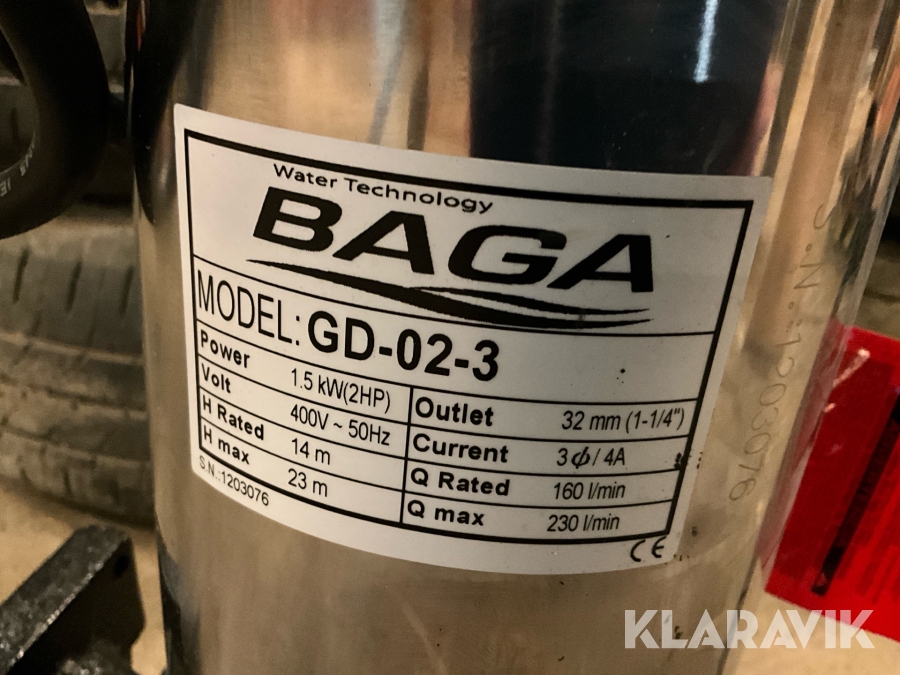 Water Technology
BAGA
MODEL: GD-02-3
Power 1.5 kW(2HP)
Volt 400V ~ 50Hz
H Rated 14 m
H max 23 m
Outlet 32 mm (1-1/4")
Current 3ϕ/ 4A
Q Rated 160 l/min
Q max 230 l/min
S.N.:1203076
CE
S.N.:1203076
KLARAVIK